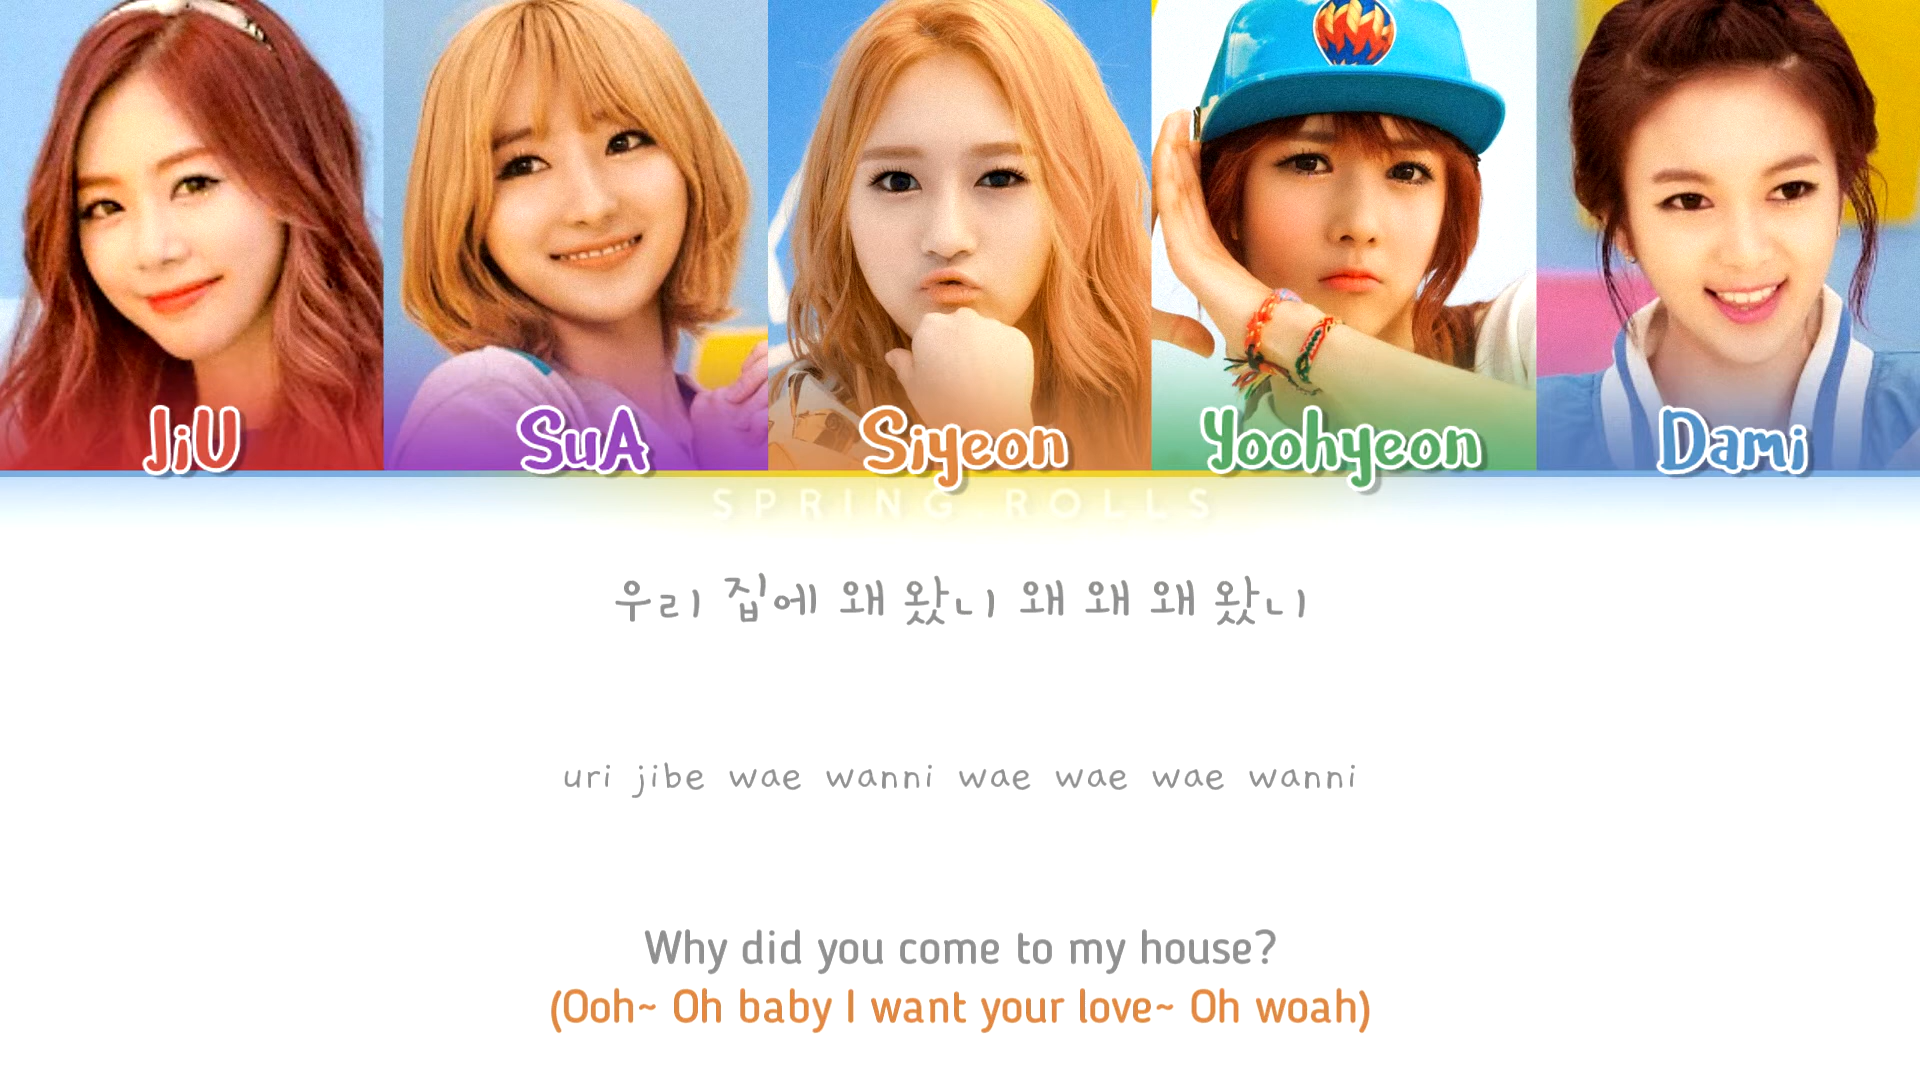 JiU
SuA
Siyeon
Yoohyeon
Dami
SPRING ROLLS
우리 집에 왜 왔니 왜 왜 왜 왔니
uri jibe wae wanni wae wae wae wanni
Why did you come to my house?
(Ooh~ Oh baby I want your love~ Oh woah)